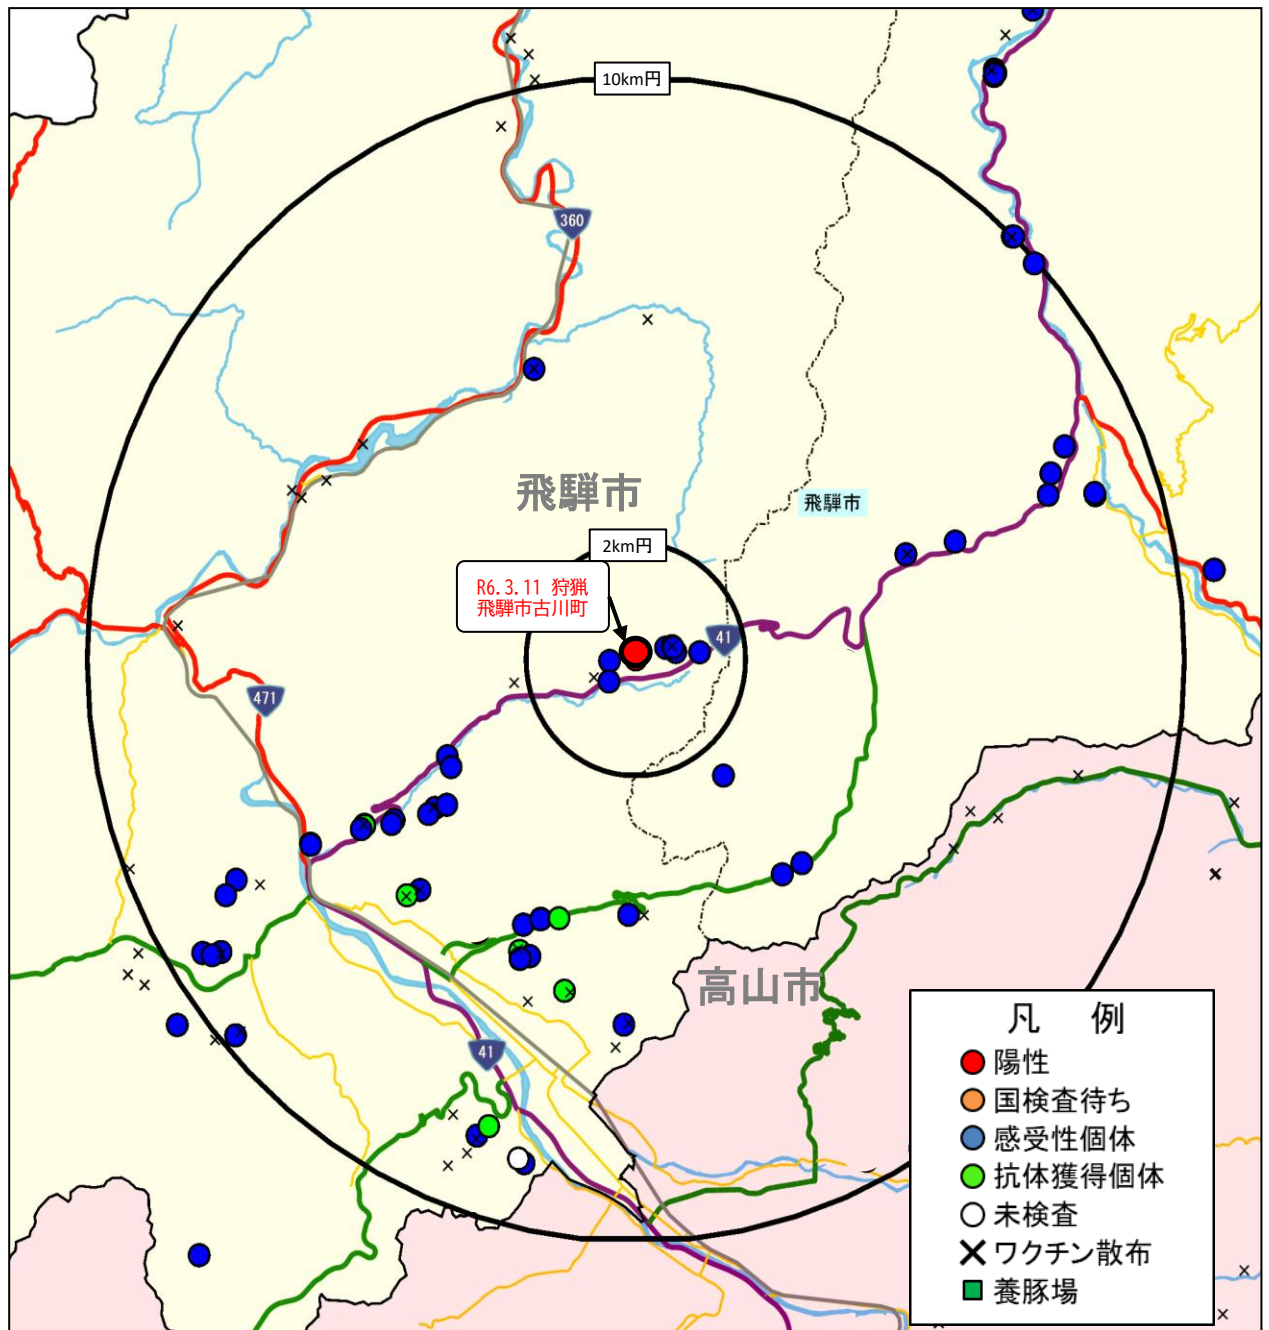 10km円
360
飛騨市
飛騨市
2km円
R6.3.11 狩猟
飛騨市古川町
41
471
高山市
41
凡 例
陽性
国検査待ち
感受性個体
抗体獲得個体
未検査
ワクチン散布
養豚場